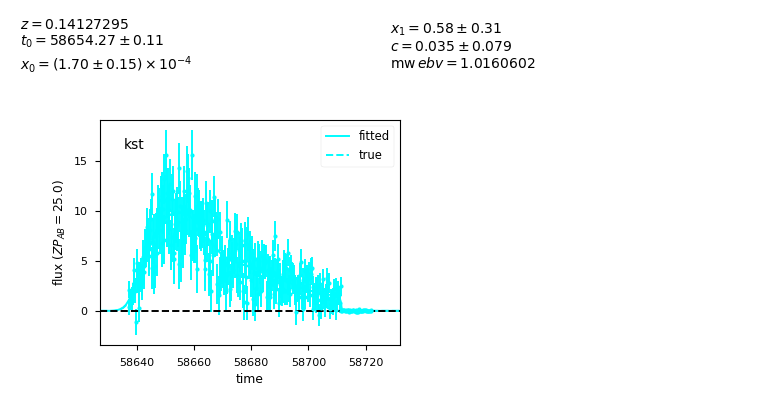 z = 0.14127295
t₀ = 58654.27 ± 0.11
x₀ = (1.70 ± 0.15) × 10⁻⁴
x₁ = 0.58 ± 0.31
c = 0.035 ± 0.079
mw ebv = 1.0160602
kst
fitted
true
flux (ZP_AB = 25.0)
15
10
5
0
58640 58660 58680 58700 58720
time